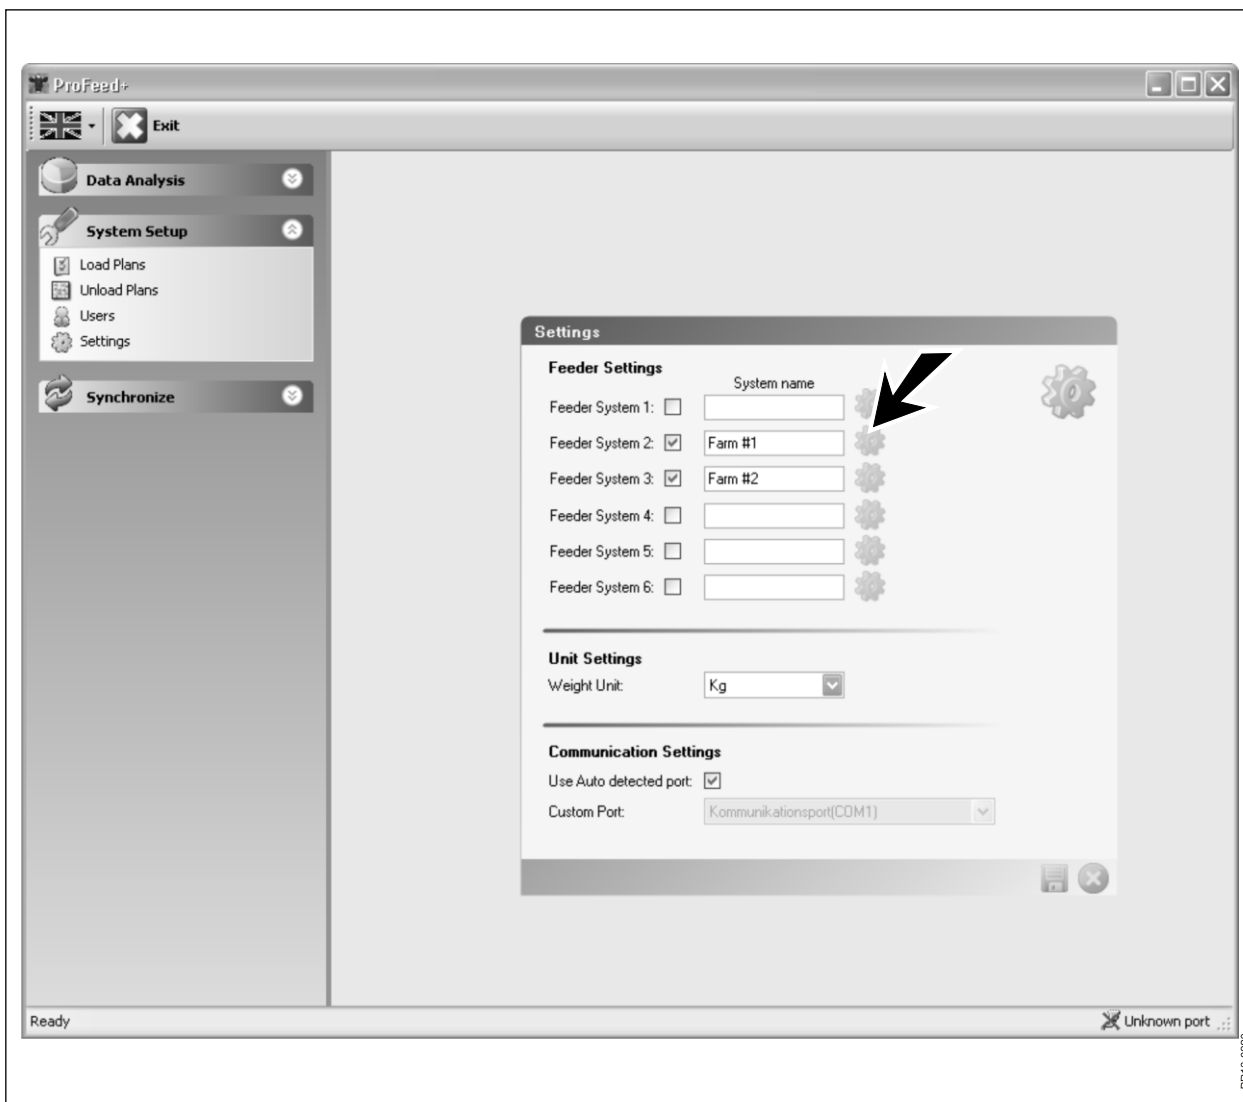 ProFeed+
Exit
Data Analysis
System Setup
Load Plans
Unload Plans
Users
Settings
Synchronize
Settings
Feeder Settings
System name
Feeder System 1:
Feeder System 2: Farm #1
Feeder System 3: Farm #2
Feeder System 4:
Feeder System 5:
Feeder System 6:
Unit Settings
Weight Unit: Kg
Communication Settings
Use Auto detected port:
Custom Port: Kommunikationsport(COM1)
Ready
Unknown port